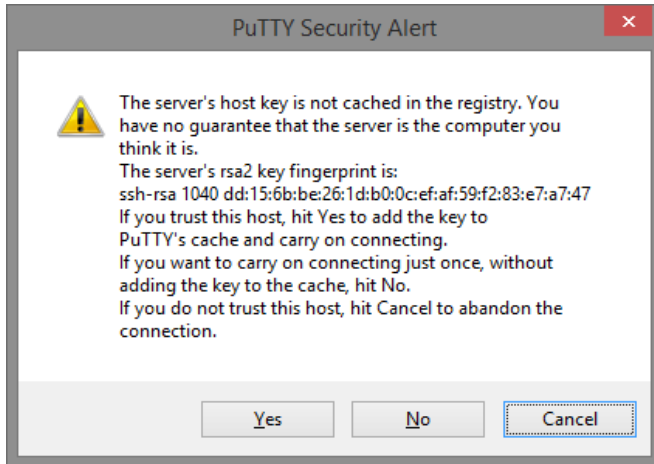 PuTTY Security Alert
The server's host key is not cached in the registry. You
have no guarantee that the server is the computer you
think it is.
The server's rsa2 key fingerprint is:
ssh-rsa 1040 dd:15:6b:be:26:1d:b0:0c:ef:af:59:f2:83:e7:a7:47
If you trust this host, hit Yes to add the key to
PuTTY's cache and carry on connecting.
If you want to carry on connecting just once, without
adding the key to the cache, hit No.
If you do not trust this host, hit Cancel to abandon the
connection.
Yes No Cancel